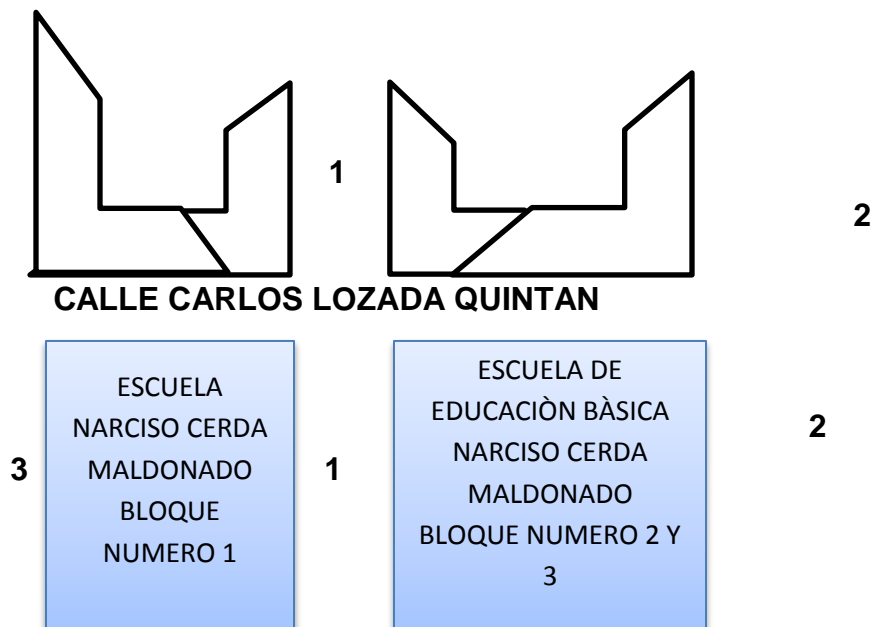 1
2
CALLE CARLOS LOZADA QUINTAN
3
ESCUELA
NARCISO CERDA
MALDONADO
BLOQUE
NUMERO 1
1
ESCUELA DE
EDUCACIÒN BÀSICA
NARCISO CERDA
MALDONADO
BLOQUE NUMERO 2 Y
3
2